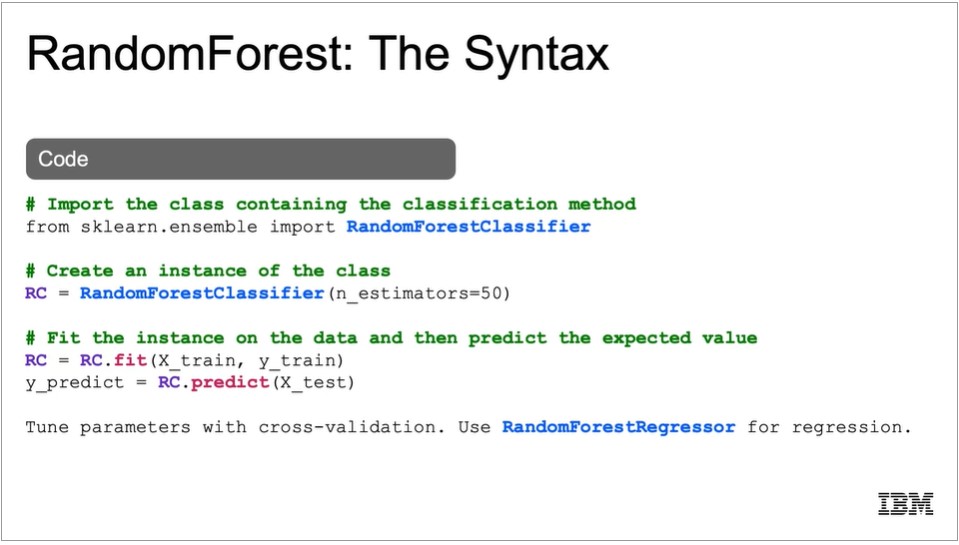 RandomForest: The Syntax
Code
# Import the class containing the classification method
from sklearn.ensemble import RandomForestClassifier
# Create an instance of the class
RC = RandomForestClassifier(n_estimators=50)
# Fit the instance on the data and then predict the expected value
RC = RC.fit(X_train, y_train)
y_predict = RC.predict(X_test)
Tune parameters with cross-validation. Use RandomForestRegressor for regression.
IBM